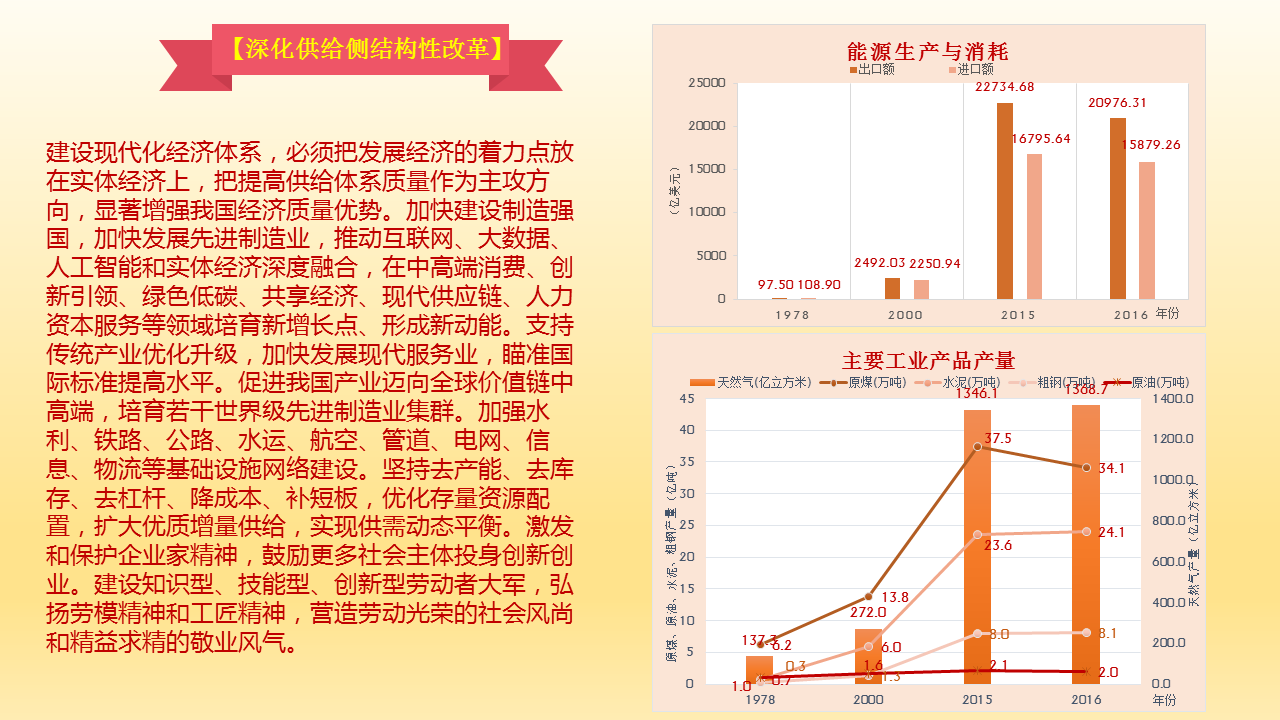 【深化供给侧结构性改革】
建设现代化经济体系，必须把发展经济的着力点放
在实体经济上，把提高供给体系质量作为主攻方
向，显著增强我国经济质量优势。加快建设制造强
国，加快发展先进制造业，推动互联网、大数据、
人工智能和实体经济深度融合，在中高端消费、创
新引领、绿色低碳、共享经济、现代供应链、人力
资本服务等领域培育新增长点、形成新动能。支持
传统产业优化升级，加快发展现代服务业，瞄准国
际标准提高水平。促进我国产业迈向全球价值链中
高端，培育若干世界级先进制造业集群。加强水
利、铁路、公路、水运、航空、管道、电网、信
息、物流等基础设施网络建设。坚持去产能、去库
存、去杠杆、降成本、补短板，优化存量资源配
置，扩大优质增量供给，实现供需动态平衡。激发
和保护企业家精神，鼓励更多社会主体投身创新创
业。建设知识型、技能型、创新型劳动者大军，弘
扬劳模精神和工匠精神，营造劳动光荣的社会风尚
和精益求精的敬业风气。
能源生产与消耗
出口额 进口额
（亿美元）
25000
20000
15000
10000
5000
0
97.50 108.90
2492.03 2250.94
22734.68
16795.64
20976.31
15879.26
1978 2000 2015 2016 年份
主要工业产品产量
天然气(亿立方米) 原煤(万吨) 水泥(万吨) 粗钢(万吨) 原油(万吨)
原煤、原油、水泥、粗钢产量（亿吨）
45
40
35
30
25
20
15
10
5
0
137.3
272.0
1346.1
1368.7
6.2
13.8
37.5
34.1
0.7
6.0
23.6
24.1
0.3
1.3
8.0
8.1
1.0
1.6
2.1
2.0
1400.0
1200.0
1000.0
800.0
600.0
400.0
200.0
0.0
天然气产量（亿立方米）
1978 2000 2015 2016 年份